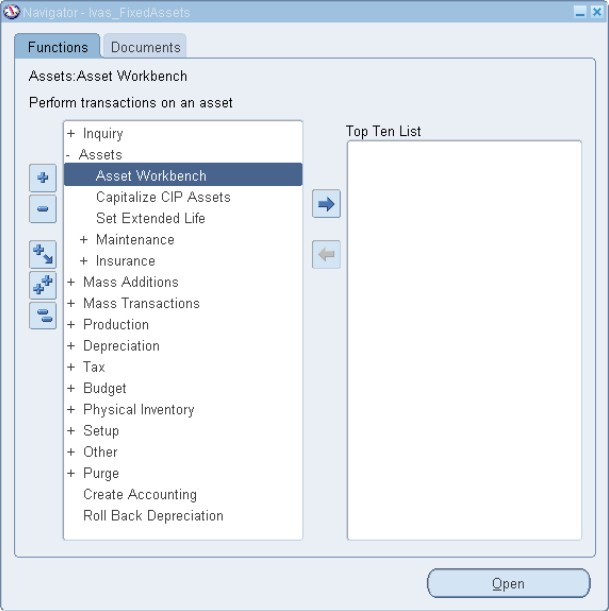 Navigator - Ivas_FixedAssets
Functions
Documents
Assets:Asset Workbench
Perform transactions on an asset
Top Ten List
+ Inquiry
- Assets
Asset Workbench
Capitalize CIP Assets
Set Extended Life
+ Maintenance
+ Insurance
+ Mass Additions
+ Mass Transactions
+ Production
+ Depreciation
+ Tax
+ Budget
+ Physical Inventory
+ Setup
+ Other
+ Purge
Create Accounting
Roll Back Depreciation
Open